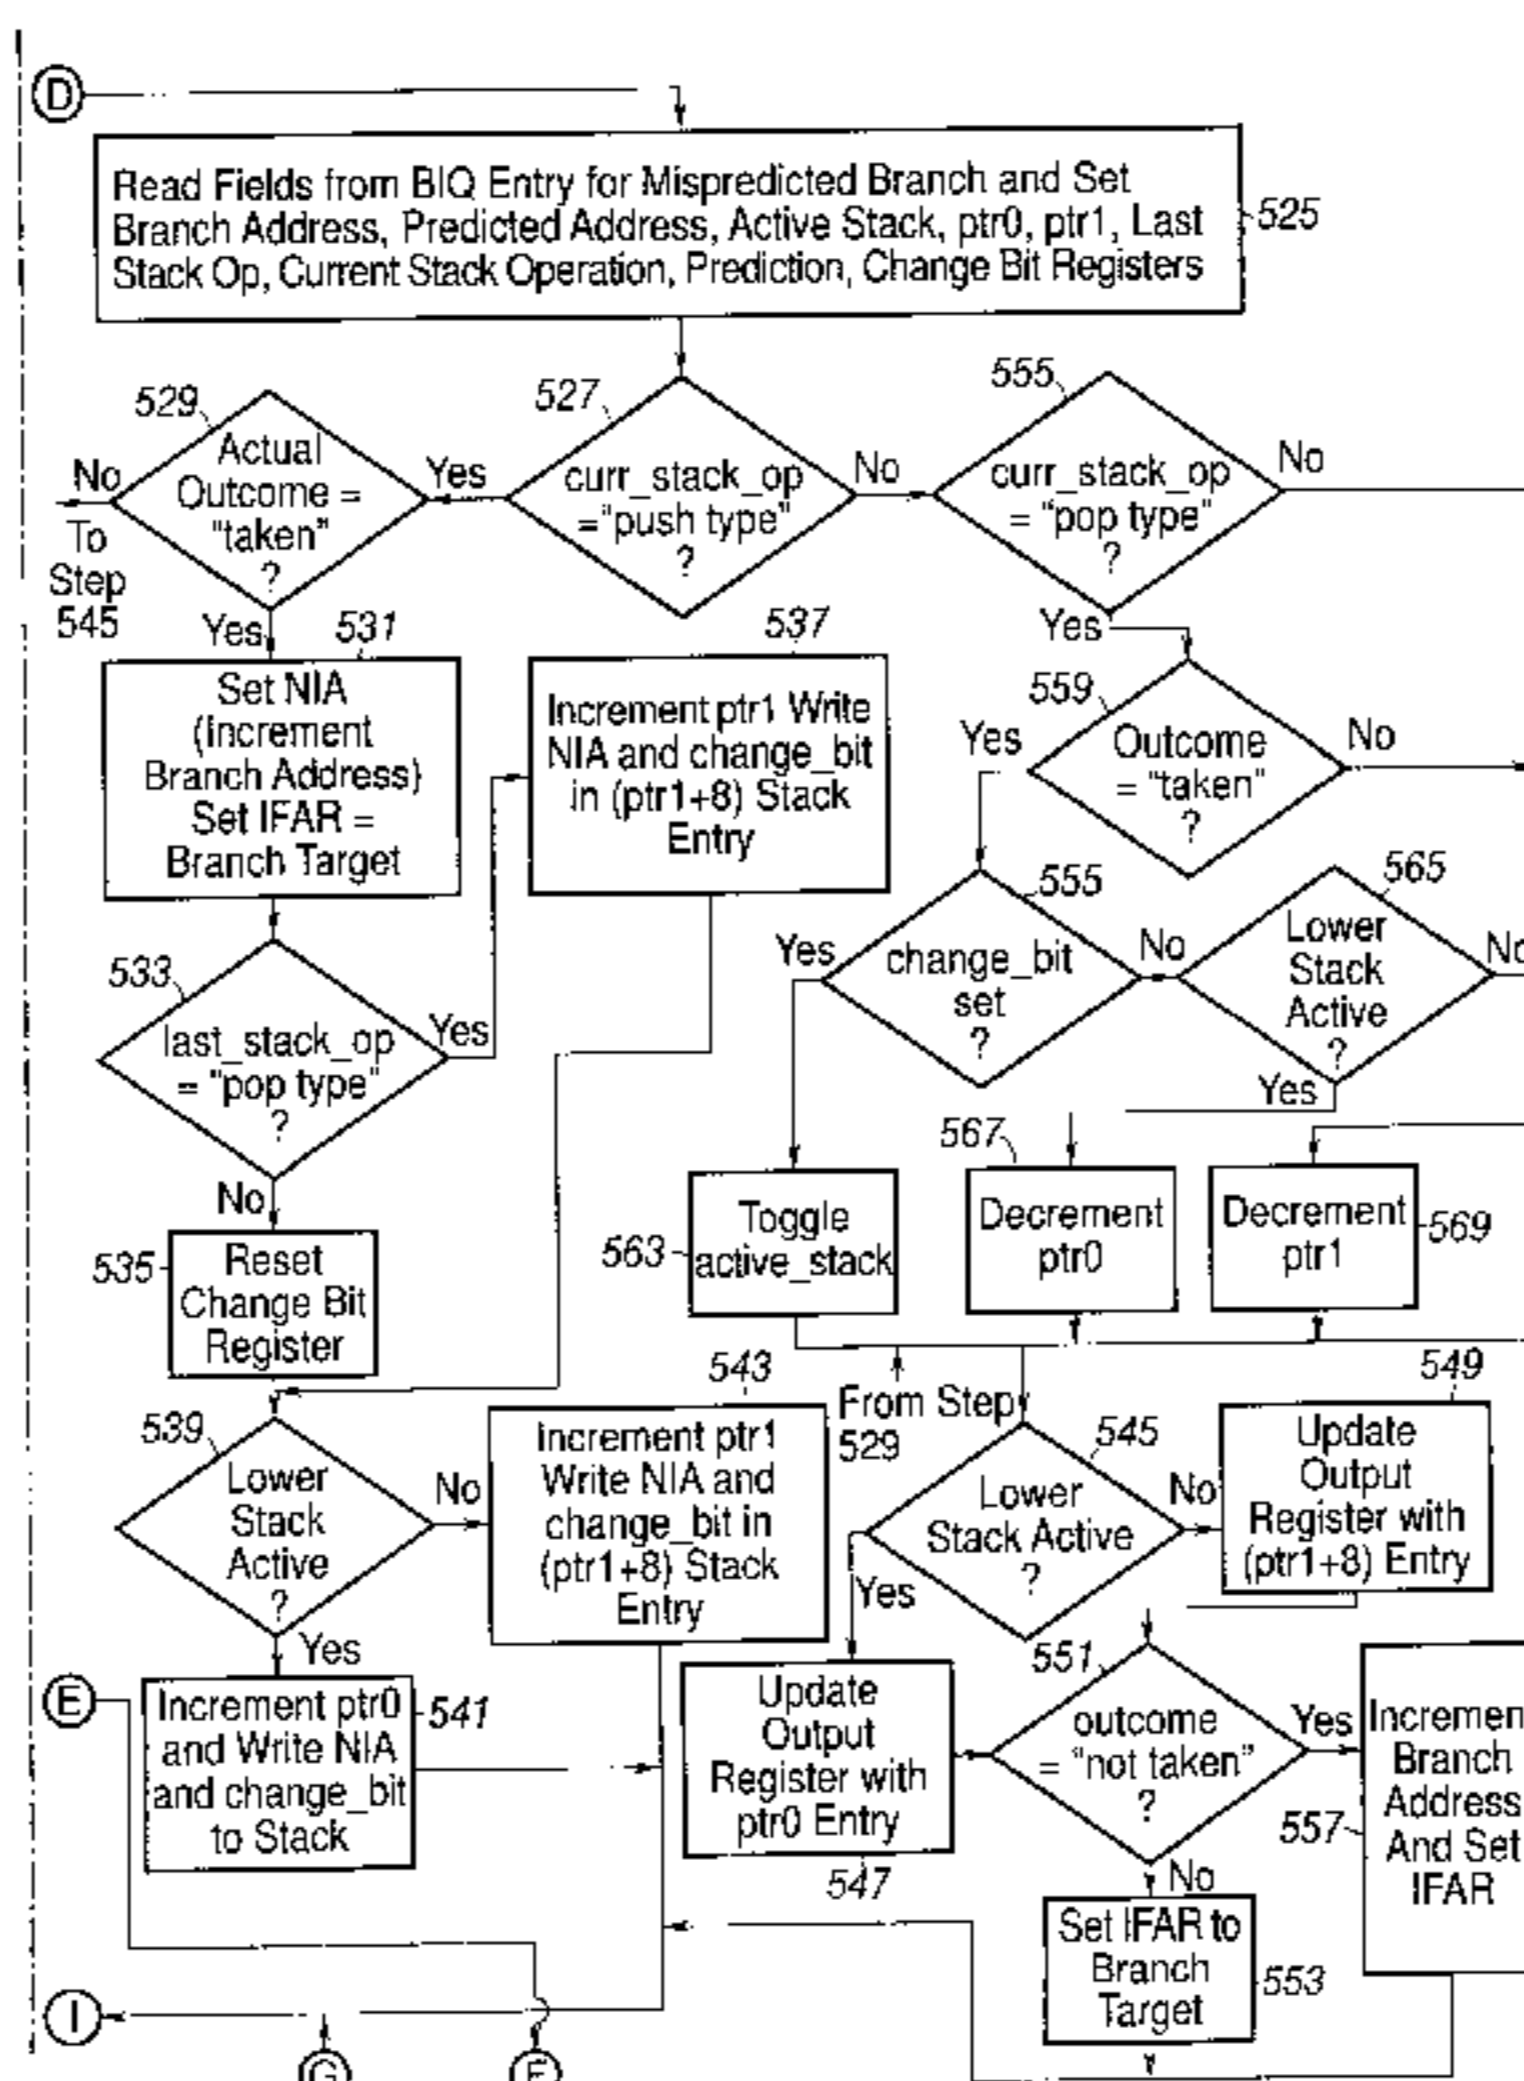 D
Read Fields from BIQ Entry for Mispredicted Branch and Set
Branch Address, Predicted Address, Active Stack, ptr0, ptr1, Last
Stack Op, Current Stack Operation, Prediction, Change Bit Registers
525
529
Actual
Outcome =
"taken"
?
No
To
Step
545
Yes
527
curr_stack_op
="push type"
?
Yes
No
555
curr_stack_op
= "pop type"
?
No
Yes
531
Set NIA
(Increment
Branch Address)
Set IFAR =
Branch Target
537
Increment ptr1 Write
NIA and change_bit
in (ptr1+8) Stack
Entry
559
Outcome
= "taken"
?
Yes
No
533
last_stack_op
= "pop type"
?
Yes
No
555
change_bit
set
?
Yes
No
565
Lower
Stack
Active
?
No
Yes
535
Reset
Change Bit
Register
563
Toggle
active_stack
567
Decrement
ptr0
Decrement
ptr1
569
From Step
529
539
Lower
Stack
Active
?
No
Yes
543
Increment ptr1
Write NIA and
change_bit in
(ptr1+8) Stack
Entry
545
Lower
Stack Active
?
No
Yes
549
Update
Output
Register with
(ptr1+8) Entry
E
Increment ptr0
and Write NIA
and change_bit
to Stack
541
Update
Output
Register with
ptr0 Entry
547
551
outcome
= "not taken"
?
Yes
No
Increment
Branch
Address
And Set
IFAR
557
Set IFAR to
Branch
Target
553
I
G